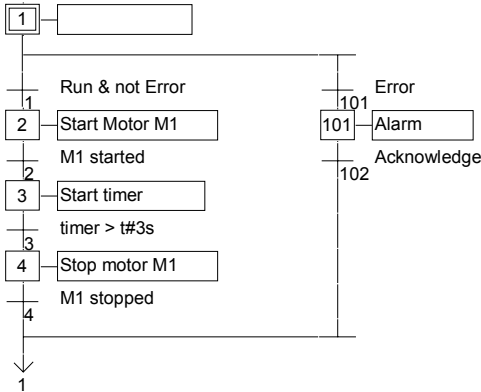 1
Run & not Error
1
Error
101
2 Start Motor M1
101 Alarm
M1 started
2
Acknowledge
102
3 Start timer
timer > t#3s
3
4 Stop motor M1
M1 stopped
4
1